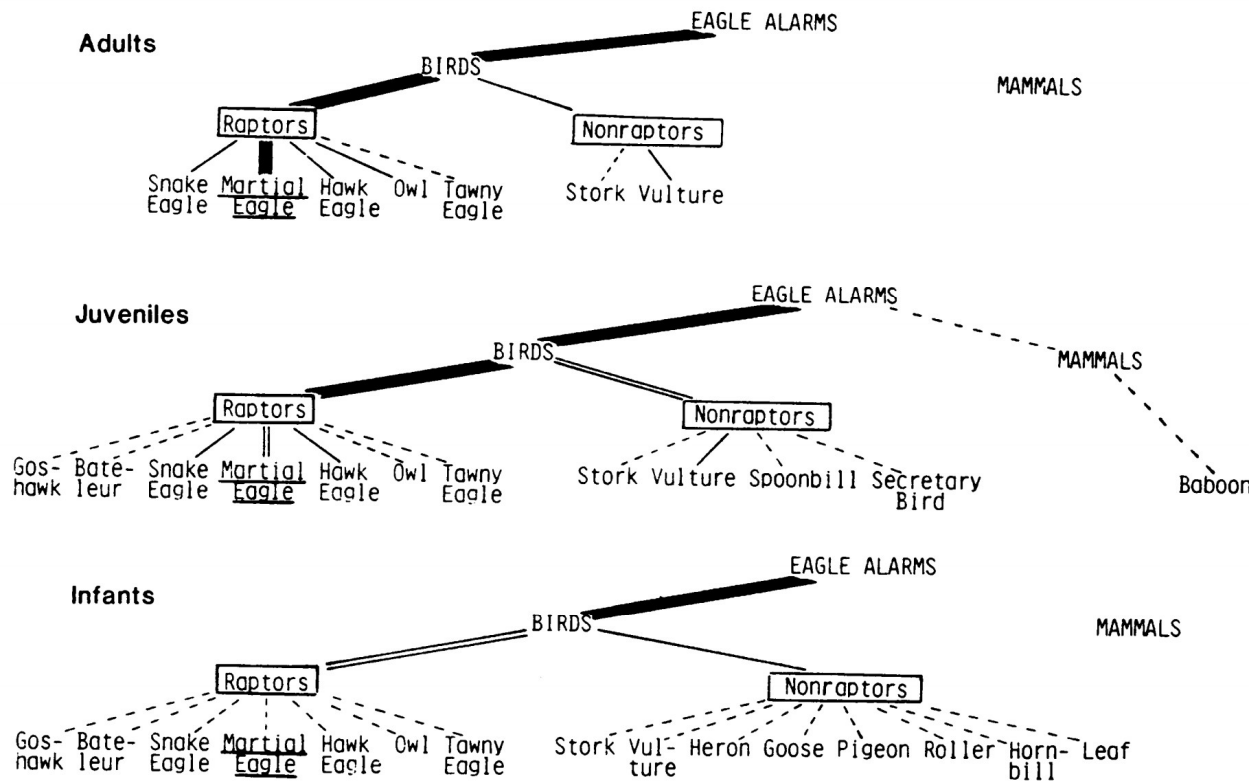 EAGLE ALARMS
Adults
BIRDS
MAMMALS
Raptors
Nonraptors
Snake Martial Hawk Owl Tawny
Eagle Eagle Eagle Eagle
Stork Vulture
EAGLE ALARMS
Juveniles
BIRDS
MAMMALS
Raptors
Nonraptors
Gos- Bate- Snake Martial Hawk Owl Tawny
hawk leur Eagle Eagle Eagle Eagle
Stork Vulture Spoonbill Secretary
Bird
Baboon
EAGLE ALARMS
Infants
BIRDS
MAMMALS
Raptors
Nonraptors
Gos- Bate- Snake Martial Hawk Owl Tawny
hawk leur Eagle Eagle Eagle Eagle
Stork Vul- Heron Goose Pigeon Roller Horn- Leaf
ture bill